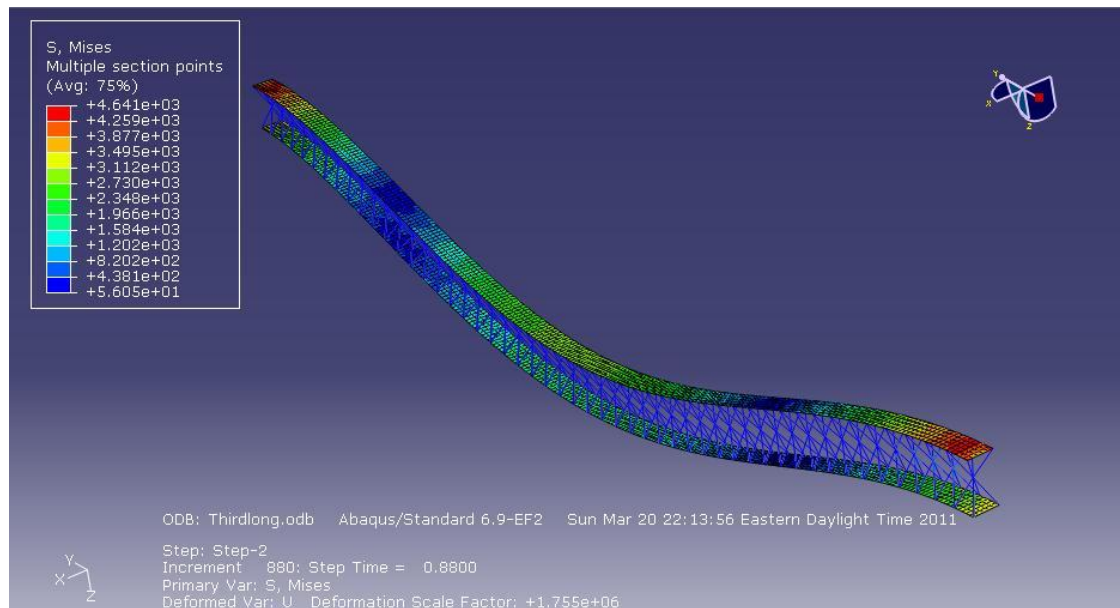 S, Mises
Multiple section points
(Avg: 75%)
+4.641e+03
+4.259e+03
+3.877e+03
+3.495e+03
+3.112e+03
+2.730e+03
+2.348e+03
+1.966e+03
+1.584e+03
+1.202e+03
+8.202e+02
+4.381e+02
+5.605e+01
Y
X
Z
ODB: Thirdlong.odb Abaqus/Standard 6.9-EF2 Sun Mar 20 22:13:56 Eastern Daylight Time 2011
Step: Step-2
Increment 880: Step Time = 0.8800
Primary Var: S, Mises
Deformed Var: U Deformation Scale Factor: +1.755e+06
Y
X
Z